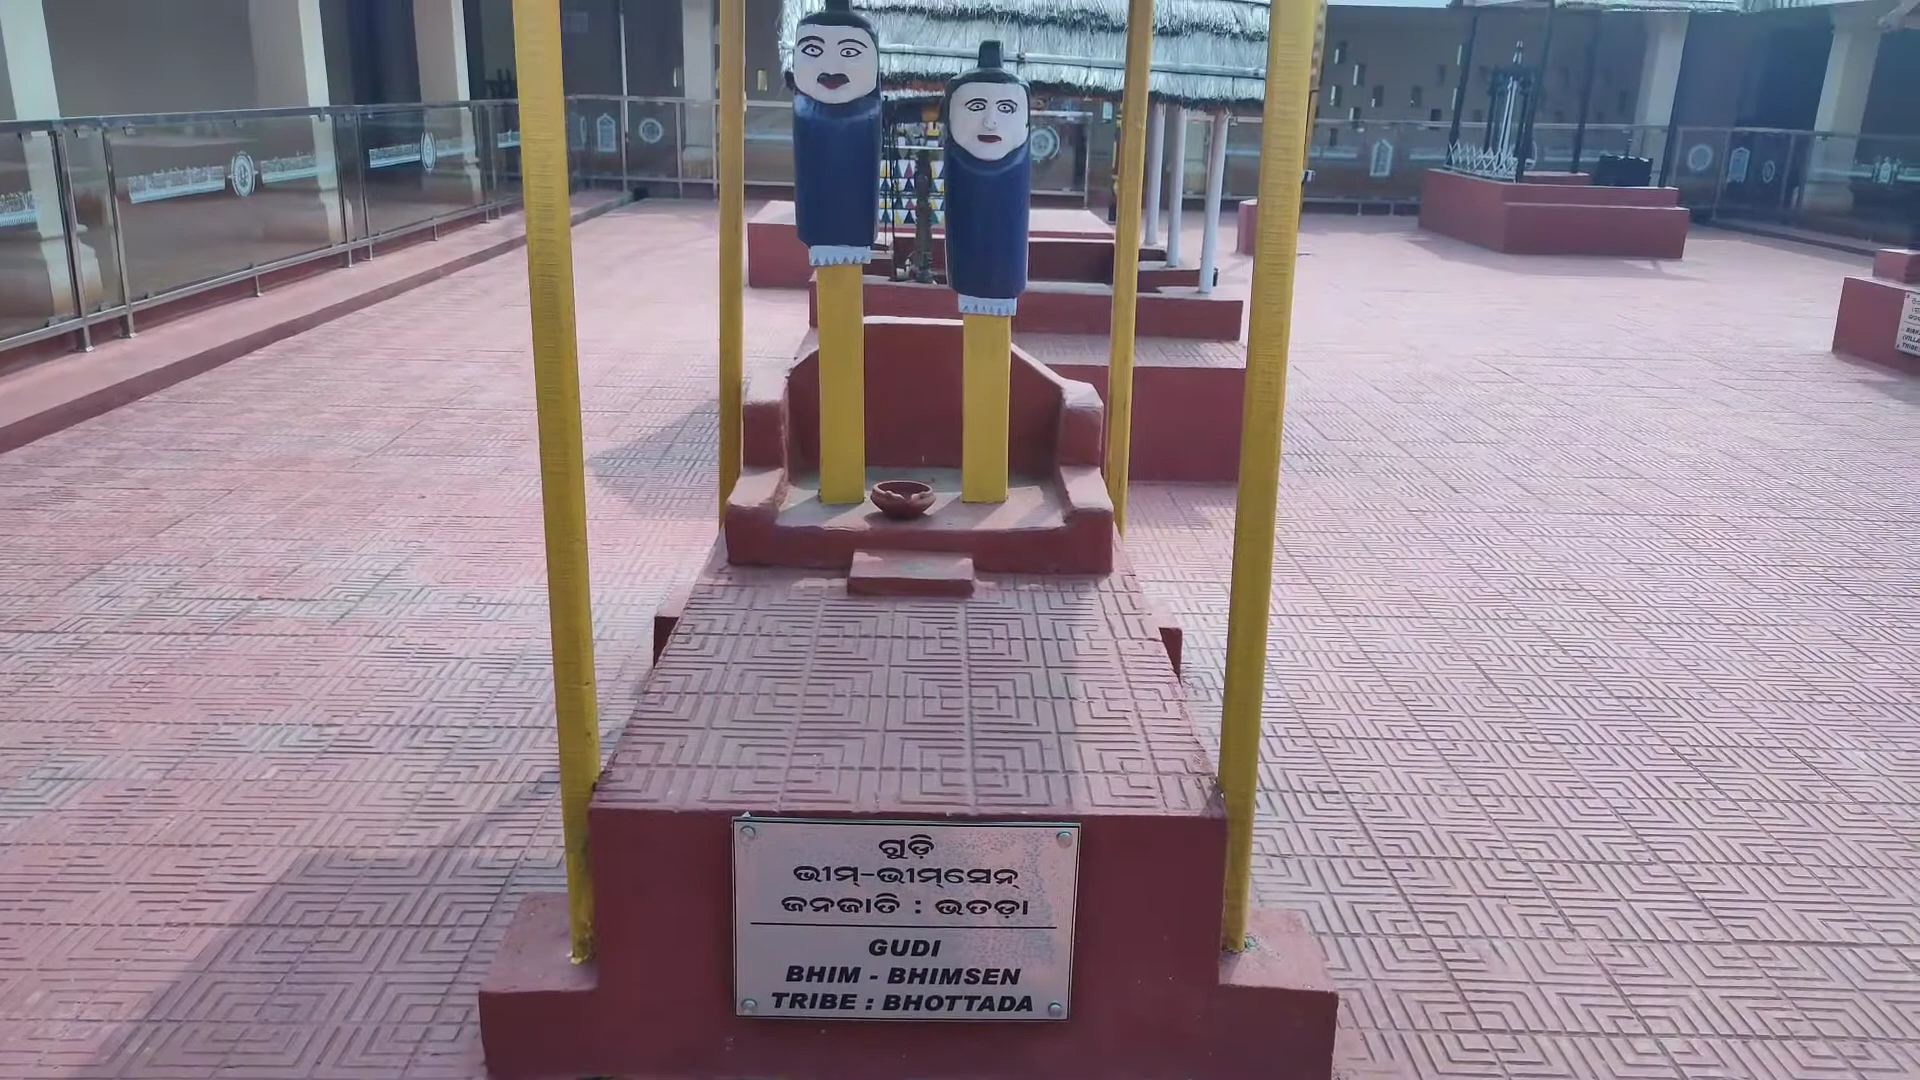 ଗୁଡ଼ି
ଭୀମ୍-ଭୀମ୍‌ସେନ୍
ଜନଜାତି : ଭତଡ଼ା
GUDI
BHIM - BHIMSEN
TRIBE : BHOTTADA